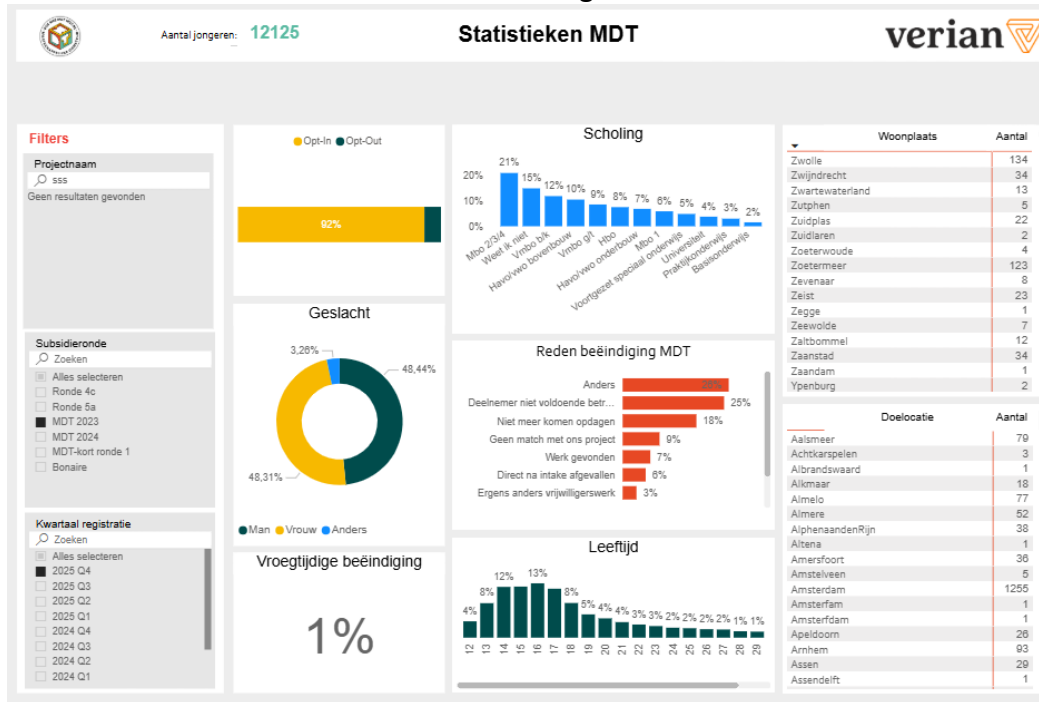 Aantal jongeren: 12125
Statistieken MDT
verian
Filters
Projectnaam
sss
Geen resultaten gevonden
Subsidieronde
Zoeken
Alles selecteren
Ronde 4c
Ronde 5a
MDT 2023
MDT 2024
MDT-kort ronde 1
Bonaire
Kwartaal registratie
Zoeken
Alles selecteren
2025 Q4
2025 Q3
2025 Q2
2025 Q1
2024 Q4
2024 Q3
2024 Q2
2024 Q1
Opt-In Opt-Out
92%
Geslacht
3,26%
48,44%
48,31%
Man Vrouw Anders
Vroegtijdige beëindiging
1%
Scholing
21% 15% 12% 10% 9% 8% 7% 6% 5% 4% 3% 2%
20%
10%
0%
Mbo 2/3/4
Weet ik niet
Vmbo b/k
Havo/vwo bovenbouw
Vmbo g/t
Hbo
Havo/vwo onderbouw
Mbo 1
Voortgezet speciaal onderwijs
Universiteit
Praktijkonderwijs
Basisonderwijs
Reden beëindiging MDT
Anders 26%
Deelnemer niet voldoende betr... 25%
Niet meer komen opdagen 18%
Geen match met ons project 9%
Werk gevonden 7%
Direct na intake afgevallen 6%
Ergens anders vrijwilligerswerk 3%
Leeftijd
4% 8% 12% 13% 8% 5% 4% 4% 3% 3% 2% 2% 2% 2% 1% 1%
12 13 14 15 16 17 18 19 20 21 22 23 24 25 26 27 28 29
Woonplaats Aantal
Zwolle 134
Zwijndrecht 34
Zwartewaterland 13
Zutphen 5
Zuidplas 22
Zuidlaren 2
Zoeterwoude 4
Zoetermeer 123
Zevenaar 8
Zeist 23
Zegge 1
Zeewolde 7
Zaltbommel 12
Zaanstad 34
Zaandam 1
Ypenburg 2
Doelocatie Aantal
Aalsmeer 79
Achtkarspelen 3
Albrandswaard 1
Alkmaar 18
Almelo 77
Almere 52
AlphenaandenRijn 38
Altena 1
Amersfoort 36
Amstelveen 5
Amsterdam 1255
Amsterfam 1
Amsterfdam 1
Apeldoorn 26
Arnhem 93
Assen 29
Assendelft 1